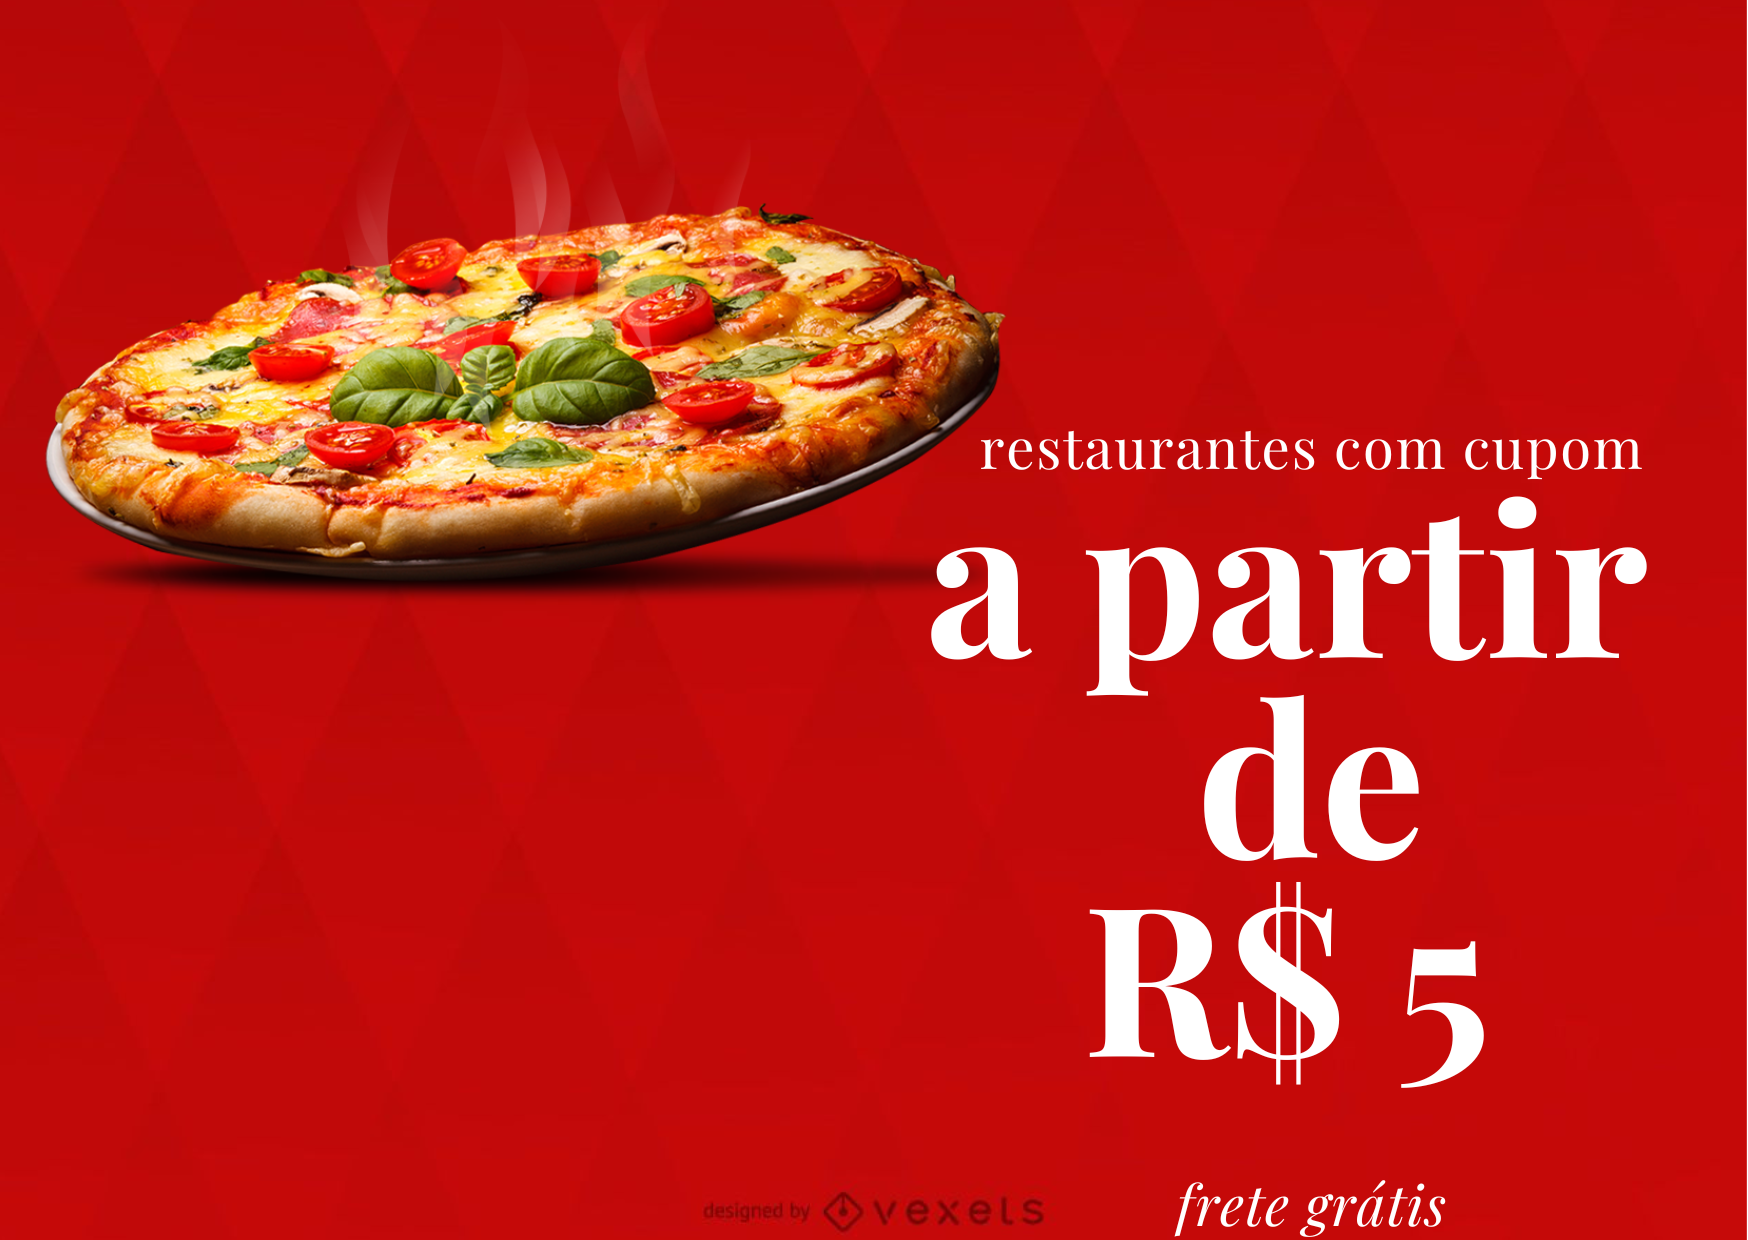 restaurantes com cupom
a partir
de
R$ 5
frete grátis
designed by vexels